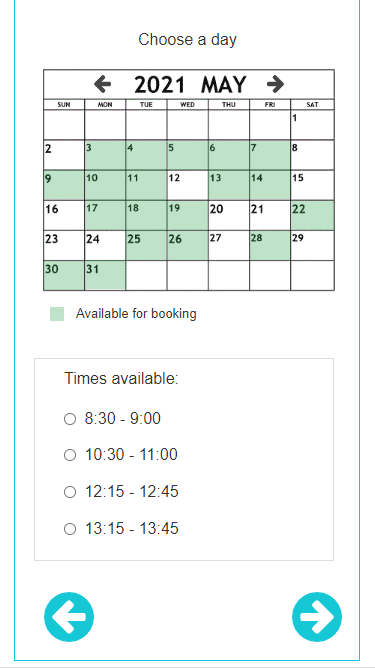 Choose a day
2021 MAY
SUN MON TUE WED THU FRI SAT
1
2 3 4 5 6 7 8
9 10 11 12 13 14 15
16 17 18 19 20 21 22
23 24 25 26 27 28 29
30 31
Available for booking
Times available:
8:30 - 9:00
10:30 - 11:00
12:15 - 12:45
13:15 - 13:45